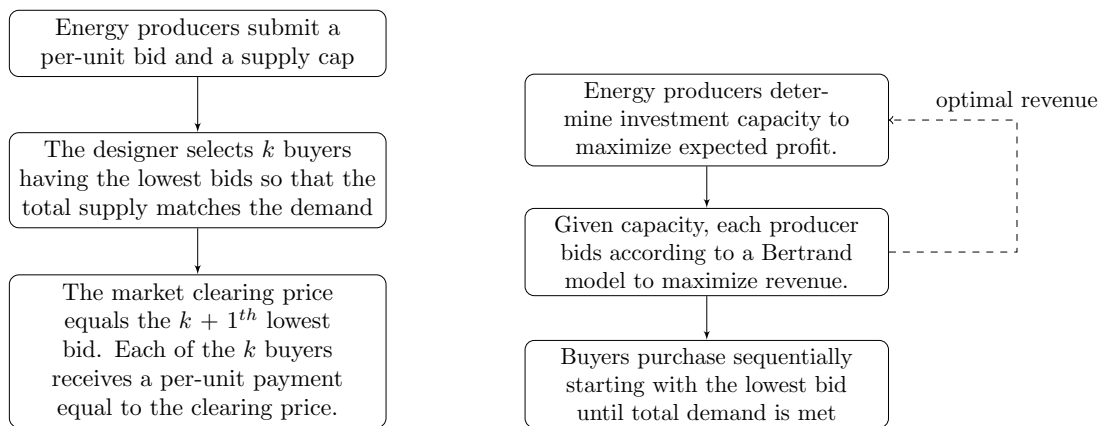 Energy producers submit a
per-unit bid and a supply cap
The designer selects k buyers
having the lowest bids so that the
total supply matches the demand
The market clearing price
equals the k + 1th lowest
bid. Each of the k buyers
receives a per-unit payment
equal to the clearing price.
Energy producers deter-
mine investment capacity to
maximize expected profit.
optimal revenue
Given capacity, each producer
bids according to a Bertrand
model to maximize revenue.
Buyers purchase sequentially
starting with the lowest bid
until total demand is met